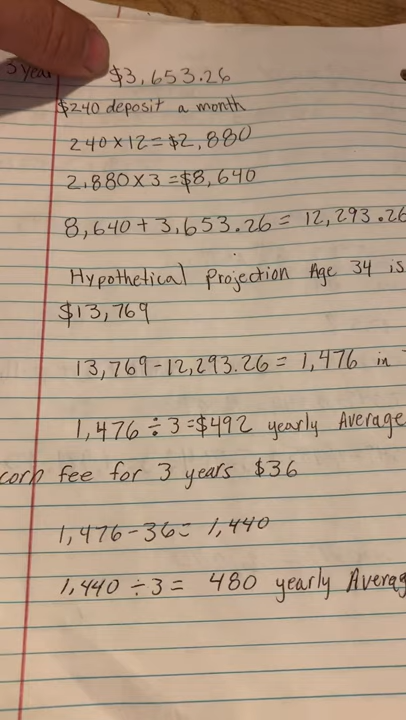 3 year $3,653.26
$240 deposit a month
240×12=$2,880
2,880×3=$8,640
8,640+3,653.26= 12,293.26
Hypothetical Projection Age 34 is
$13,769
13,769-12,293.26= 1,476 in
1,476÷3=$492 yearly Average
corn fee for 3 years $36
1,476-36= 1,440
1,440÷3= 480 yearly Averag